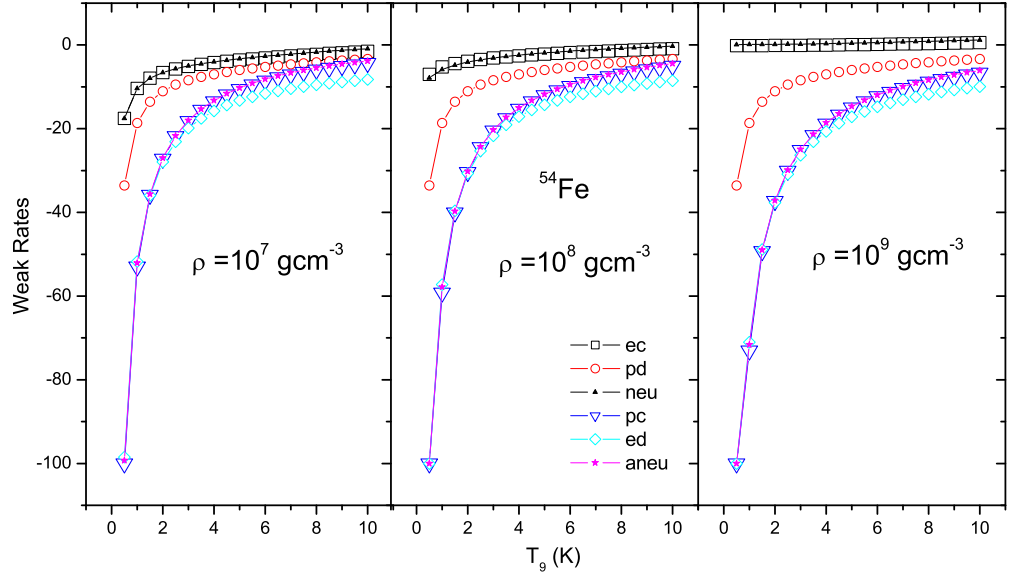 Weak Rates
0
-20
-40
-60
-80
-100
⁵⁴Fe
ρ =10⁷ gcm⁻³
ρ =10⁸ gcm⁻³
ρ =10⁹ gcm⁻³
ec
pd
neu
pc
ed
aneu
0 2 4 6 8 10 0 2 4 6 8 10 0 2 4 6 8 10
T₉ (K)